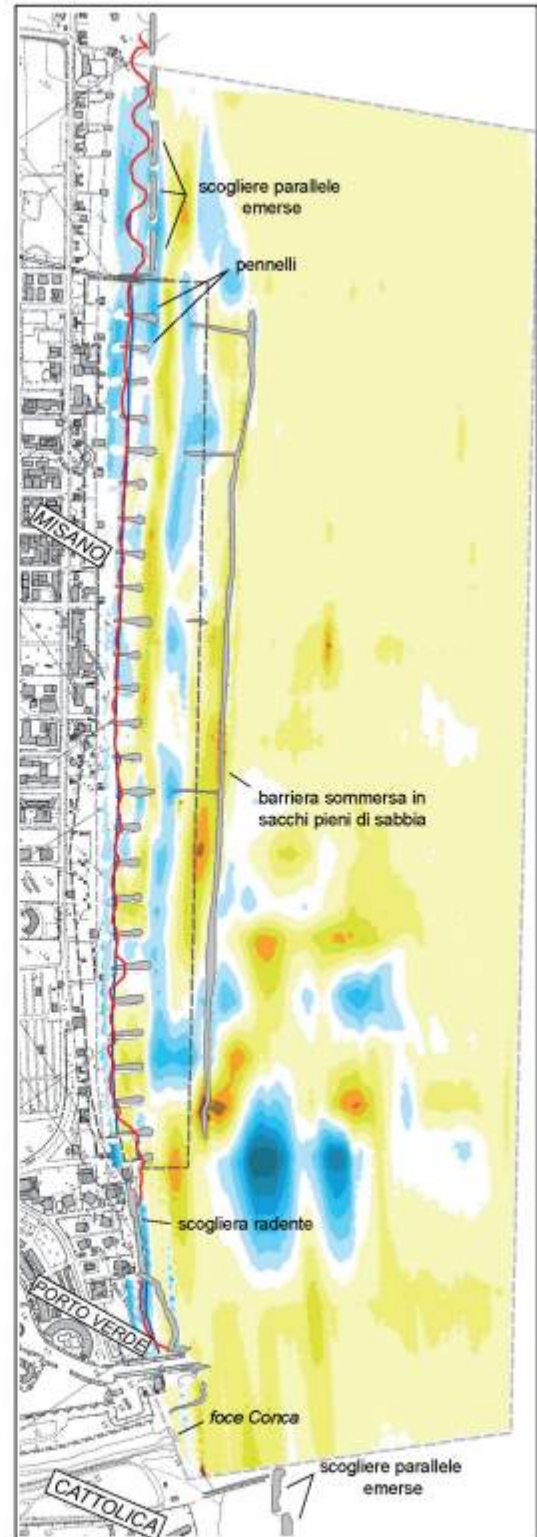 scogliere parallele
emerse
pennelli
MISANO
barriera sommersa in
sacchi pieni di sabbia
scogliera radente
PORTO VERDE
foce Conca
scogliere parallele
emerse
CATTOLICA